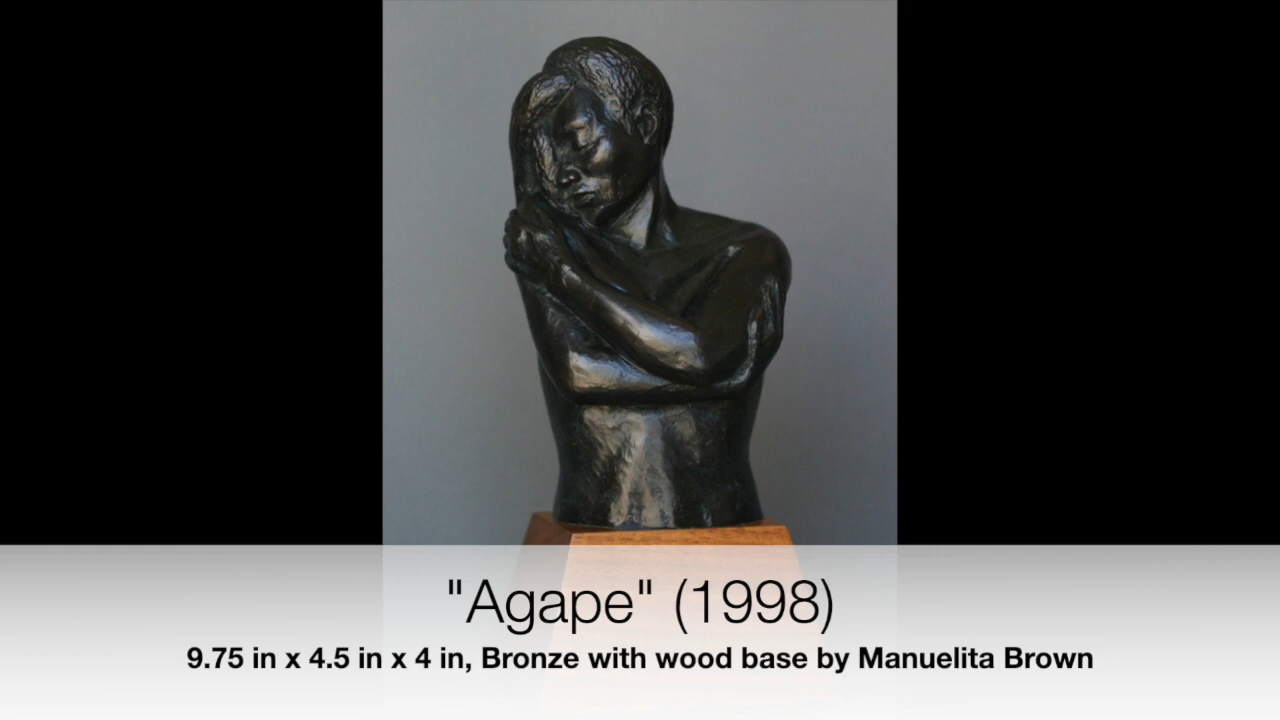 "Agape" (1998)
9.75 in x 4.5 in x 4 in, Bronze with wood base by Manuelita Brown